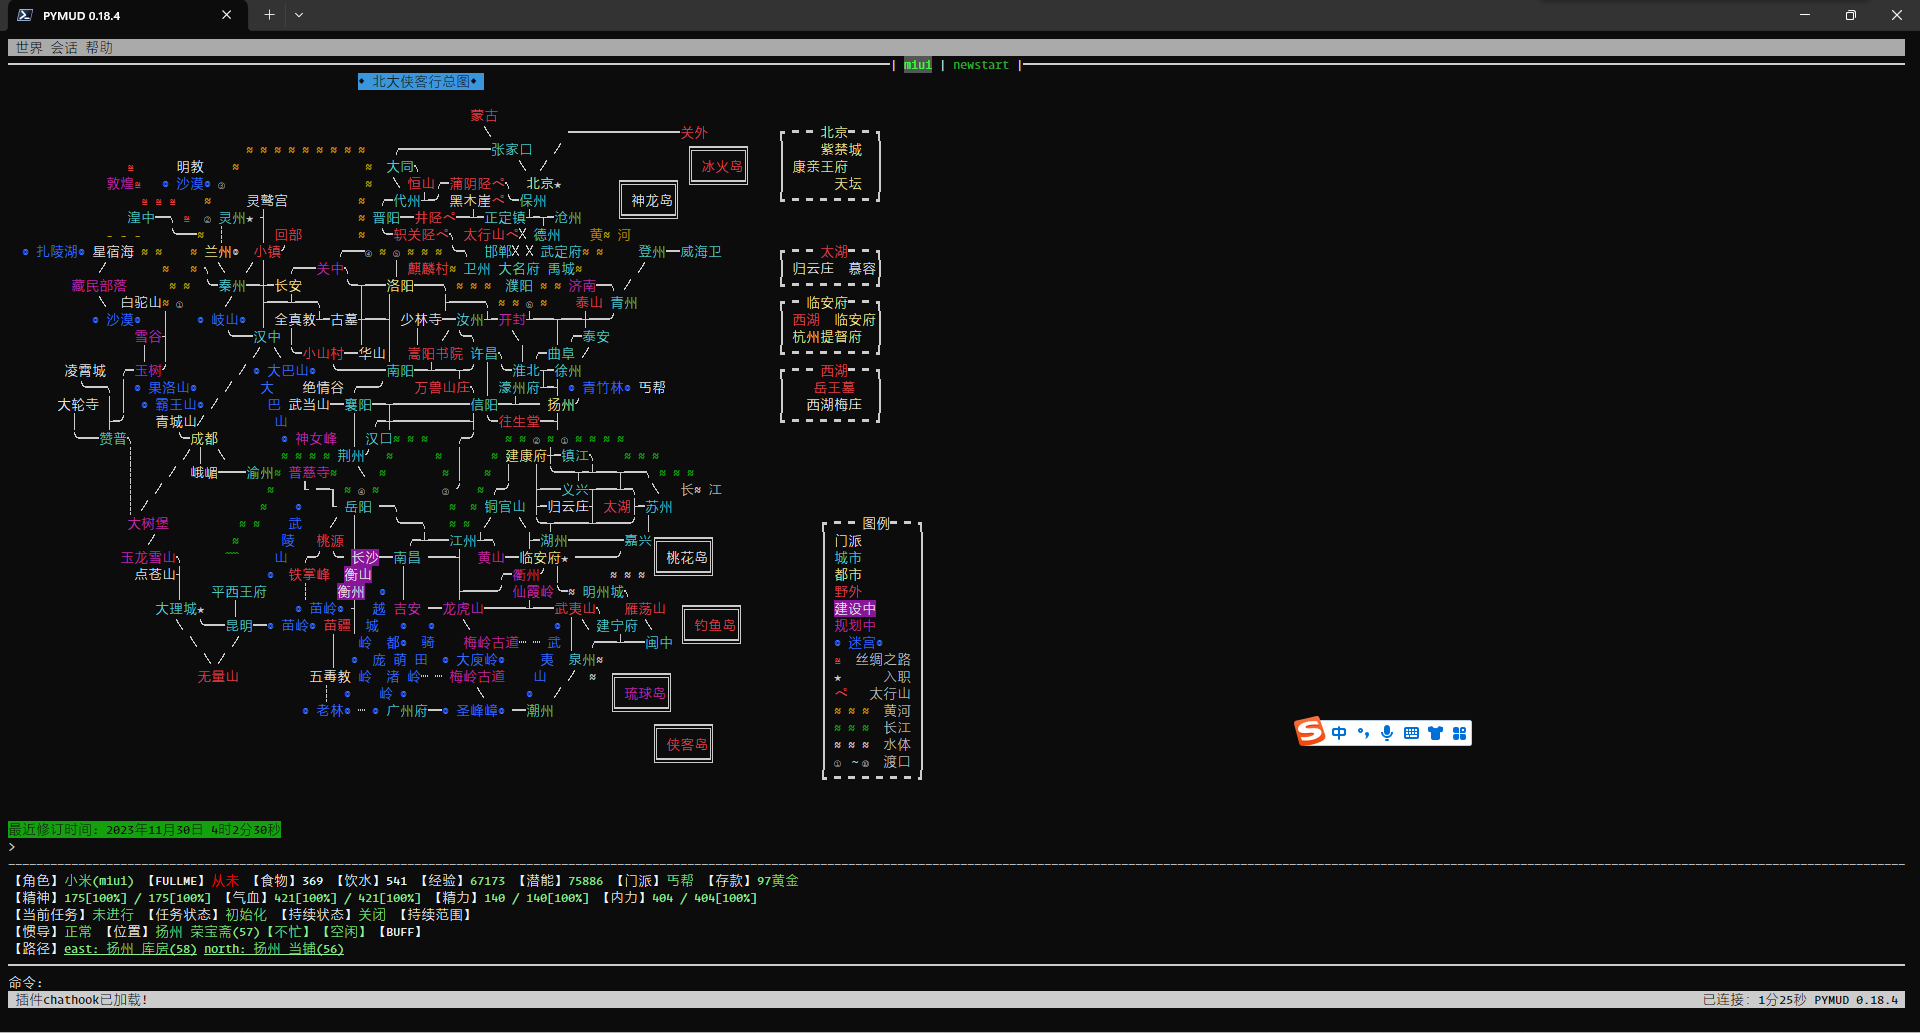 PYMUD 0.18.4
世界 会话 帮助
| miui | newstart |
◆ 北大侠客行总图◆
蒙古
关外 北京
张家口 紫禁城
明教 大同 冰火岛 康亲王府
敦煌 沙漠 恒山 蒲阴陉 北京★ 天坛
灵鹫宫 代州 黑木崖 保州 神龙岛
湟中 灵州★ 晋阳 井陉 正定镇 沧州
回部 轵关陉 太行山 德州 黄 河
扎陵湖 星宿海 兰州 小镇 邯郸 武定府 登州 威海卫 太湖
关中 麒麟村 卫州 大名府 禹城 归云庄 慕容
藏民部落 秦州 长安 洛阳 濮阳 济南
白驼山 泰山 青州 临安府
沙漠 岐山 全真教 古墓 少林寺 汝州 开封 西湖 临安府
雪谷 汉中 泰安 杭州提督府
小山村 华山 嵩阳书院 许昌 曲阜
凌霄城 玉树 大巴山 南阳 淮北 徐州 西湖
果洛山 大 绝情谷 万兽山庄 濠州府 青竹林 丐帮 岳王墓
大轮寺 霸王山 巴 武当山 襄阳 信阳 扬州 西湖梅庄
青城山 山 往生堂
赞普 成都 神女峰 汉口
荆州 建康府 镇江
峨嵋 渝州 普慈寺
义兴 长 江
岳阳 铜官山 归云庄 太湖 苏州
大树堡 武 图例
陵 桃源 江州 湖州 嘉兴 门派
玉龙雪山 山 长沙 南昌 黄山 临安府★ 桃花岛 城市
点苍山 铁掌峰 衡山 衢州 都市
平西王府 衡州 仙霞岭 明州城 野外
大理城★ 苗岭 越 吉安 龙虎山 武夷山 雁荡山 建设中
昆明 苗岭 苗疆 城 建宁府 钓鱼岛 规划中
岭 都 骑 梅岭古道 武 闽中 迷宫
庞 萌 田 大庾岭 夷 泉州 丝绸之路
无量山 五毒教 岭 渚 岭 梅岭古道 山 ★ 入职
岭 琉球岛 太行山
老林 广州府 圣峰嶂 潮州 黄河
长江
侠客岛 水体
① ~⑩ 渡口
最近修订时间: 2023年11月30日 4时2分30秒
>
【角色】小米(miui) 【FULLME】从未 【食物】369 【饮水】541 【经验】67173 【潜能】75886 【门派】丐帮 【存款】97黄金
【精神】175[100%] / 175[100%] 【气血】421[100%] / 421[100%] 【精力】140 / 140[100%] 【内力】404 / 404[100%]
【当前任务】未进行 【任务状态】初始化 【持续状态】关闭 【持续范围】
【惯导】正常 【位置】扬州 荣宝斋(57)【不忙】【空闲】【BUFF】
【路径】east: 扬州 库房(58) north: 扬州 当铺(56)
命令:
中
插件chathook已加载! 已连接: 1分25秒 PYMUD 0.18.4